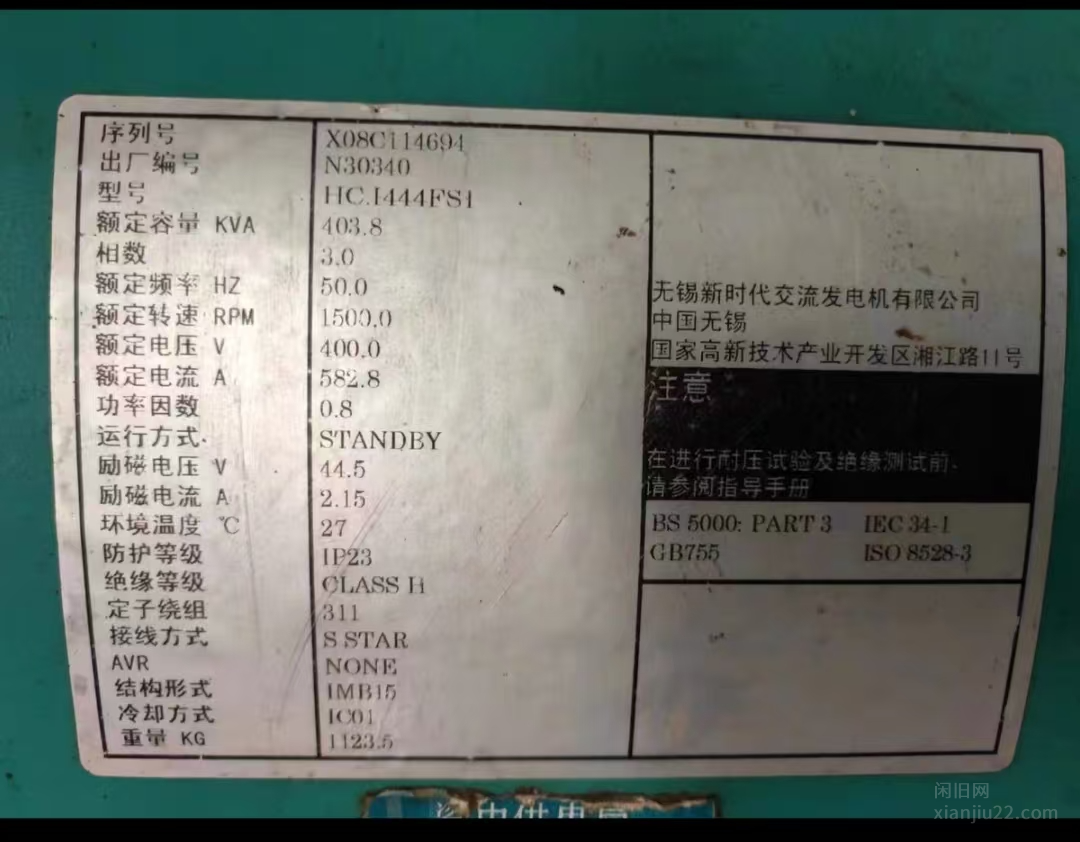 序列号 X08C114694
出厂编号 N30340
型号 HC.I444FS1
额定容量 KVA 403.8
相数 3.0
额定频率 HZ 50.0
额定转速 RPM 1500.0
额定电压 V 400.0
额定电流 A 582.8
功率因数 0.8
运行方式. STANDBY
励磁电压 V 44.5
励磁电流 A 2.15
环境温度 ℃ 27
防护等级 IP23
绝缘等级 CLASS H
定子绕组 311
接线方式 S STAR
AVR NONE
结构形式 IMB15
冷却方式 IC01
重量 KG 1123.5
无锡新时代交流发电机有限公司
中国无锡
国家高新技术产业开发区湘江路11号
注意
在进行耐压试验及绝缘测试前、
请参阅指导手册
BS 5000: PART 3 IEC 34-1
GB755 ISO 8528-3
闲旧网
xianjiu22.com